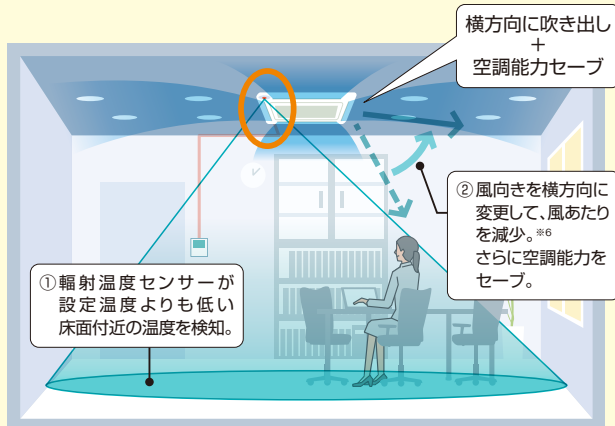 横方向に吹き出し
+
空調能力セーブ
②風向きを横方向に
変更して、風あたり
を減少。※6
さらに空調能力を
セーブ。
①輻射温度センサーが
設定温度よりも低い
床面付近の温度を検知。